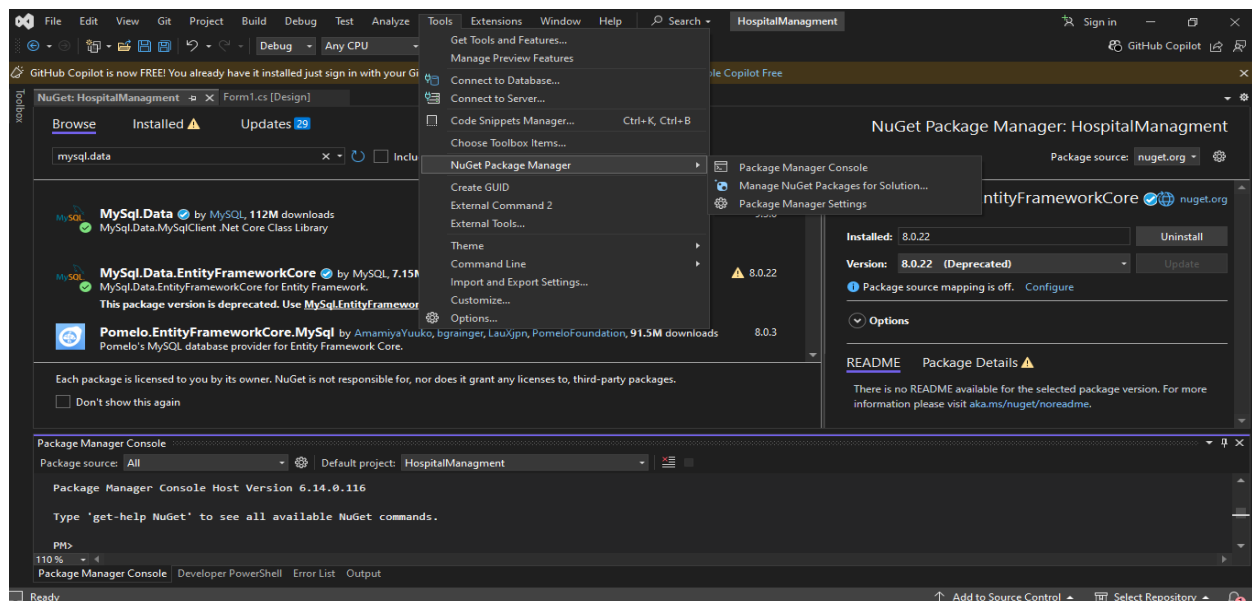 File Edit View Git Project Build Debug Test Analyze Tools Extensions Window Help Search HospitalManagment Sign in
Debug Any CPU GitHub Copilot
GitHub Copilot is now FREE! You already have it installed just sign in with your Gi le Copilot Free
Toolbox
NuGet: HospitalManagment Form1.cs [Design]
Browse Installed Updates 29
NuGet Package Manager: HospitalManagment
mysql.data Inclu
Package source: nuget.org
Get Tools and Features...
Manage Preview Features
Connect to Database...
Connect to Server...
Code Snippets Manager... Ctrl+K, Ctrl+B
Choose Toolbox Items...
NuGet Package Manager
Create GUID
External Command 2
External Tools...
Theme
Command Line
Import and Export Settings...
Customize...
Options...
Package Manager Console
Manage NuGet Packages for Solution...
Package Manager Settings
MySQL MySql.Data by MySQL, 112M downloads
MySql.Data.MySqlClient .Net Core Class Library
MySQL MySql.Data.EntityFrameworkCore by MySQL, 7.15M 8.0.22
MySql.Data.EntityFrameworkCore for Entity Framework.
This package version is deprecated. Use MySql.EntityFramewor
Pomelo.EntityFrameworkCore.MySql by AmamiyaYuuko, bgrainger, LauXjpn, PomeloFoundation, 91.5M downloads 8.0.3
Pomelo's MySQL database provider for Entity Framework Core.
Each package is licensed to you by its owner. NuGet is not responsible for, nor does it grant any licenses to, third-party packages.
Don't show this again
ntityFrameworkCore nuget.org
Installed: 8.0.22 Uninstall
Version: 8.0.22 (Deprecated) Update
Package source mapping is off. Configure
Options
README Package Details
There is no README available for the selected package version. For more
information please visit aka.ms/nuget/noreadme.
Package Manager Console
Package source: All Default project: HospitalManagment
Package Manager Console Host Version 6.14.0.116
Type 'get-help NuGet' to see all available NuGet commands.
PM>
110 %
Package Manager Console Developer PowerShell Error List Output
Ready Add to Source Control Select Repository